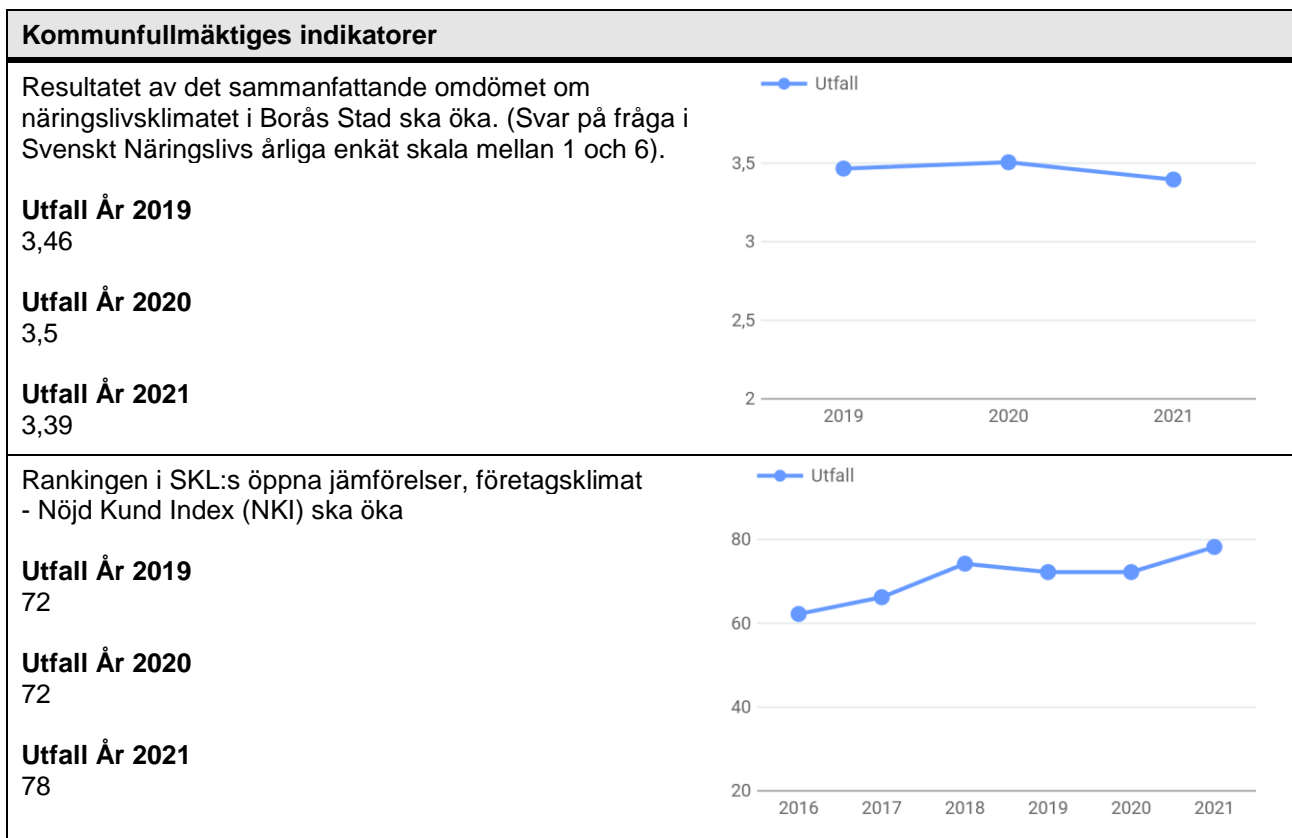 Kommunfullmäktiges indikatorer
Resultatet av det sammanfattande omdömet om
näringslivsklimatet i Borås Stad ska öka. (Svar på fråga i
Svenskt Näringslivs årliga enkät skala mellan 1 och 6).
Utfall År 2019
3,46
Utfall År 2020
3,5
Utfall År 2021
3,39
Utfall
3,5
3
2,5
2
2019 2020 2021
Rankingen i SKL:s öppna jämförelser, företagsklimat
- Nöjd Kund Index (NKI) ska öka
Utfall År 2019
72
Utfall År 2020
72
Utfall År 2021
78
Utfall
80
60
40
20
2016 2017 2018 2019 2020 2021